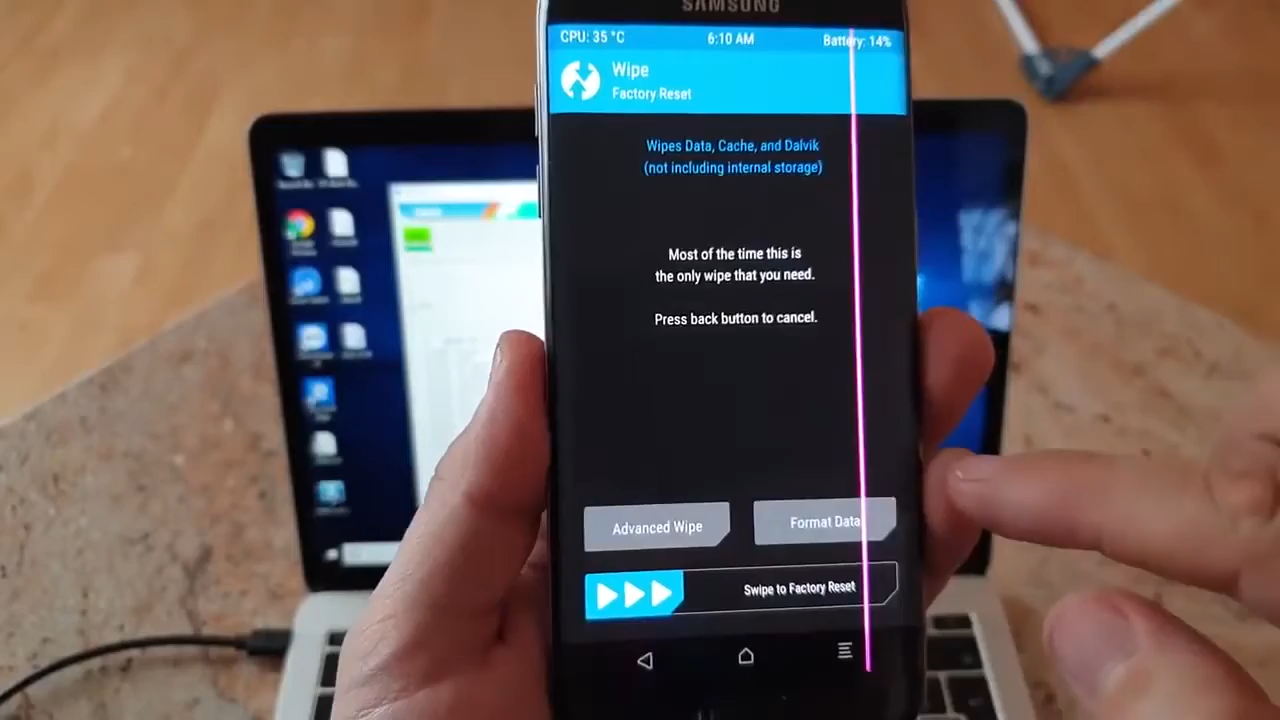 SAMSUNG
CPU: 35 °C 6:10 AM Battery: 14%
Wipe
Factory Reset
Wipes Data, Cache, and Dalvik
(not including internal storage)
Most of the time this is
the only wipe that you need.
Press back button to cancel.
Advanced Wipe Format Data
Swipe to Factory Reset